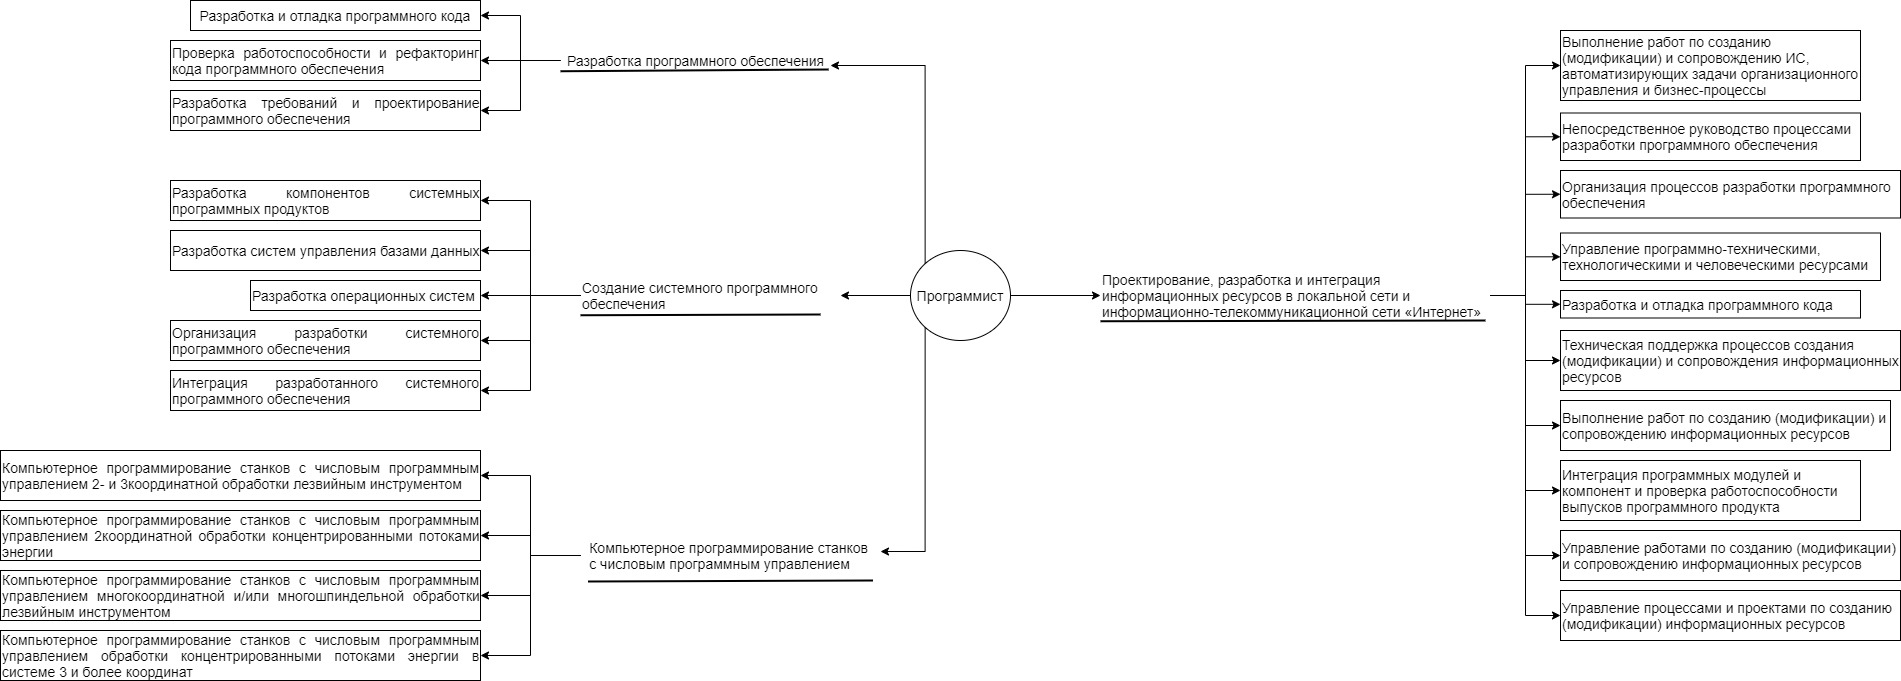 Разработка и отладка программного кода
Проверка работоспособности и рефакторинг
кода программного обеспечения
Разработка требований и проектирование
программного обеспечения
Разработка программного обеспечения
Разработка компонентов системных
программных продуктов
Разработка систем управления базами данных
Разработка операционных систем
Организация разработки системного
программного обеспечения
Интеграция разработанного системного
программного обеспечения
Создание системного программного
обеспечения
Компьютерное программирование станков с числовым программным
управлением 2- и 3координатной обработки лезвийным инструментом
Компьютерное программирование станков с числовым программным
управлением 2координатной обработки концентрированными потоками
энергии
Компьютерное программирование станков с числовым программным
управлением многокоординатной и/или многошпиндельной обработки
лезвийным инструментом
Компьютерное программирование станков с числовым программным
управлением обработки концентрированными потоками энергии в
системе 3 и более координат
Компьютерное программирование станков
с числовым программным управлением
Программист
Проектирование, разработка и интеграция
информационных ресурсов в локальной сети и
информационно-телекоммуникационной сети «Интернет»
Выполнение работ по созданию
(модификации) и сопровождению ИС,
автоматизирующих задачи организационного
управления и бизнес-процессы
Непосредственное руководство процессами
разработки программного обеспечения
Организация процессов разработки программного
обеспечения
Управление программно-техническими,
технологическими и человеческими ресурсами
Разработка и отладка программного кода
Техническая поддержка процессов создания
(модификации) и сопровождения информационных
ресурсов
Выполнение работ по созданию (модификации) и
сопровождению информационных ресурсов
Интеграция программных модулей и
компонент и проверка работоспособности
выпусков программного продукта
Управление работами по созданию (модификации)
и сопровождению информационных ресурсов
Управление процессами и проектами по созданию
(модификации) информационных ресурсов